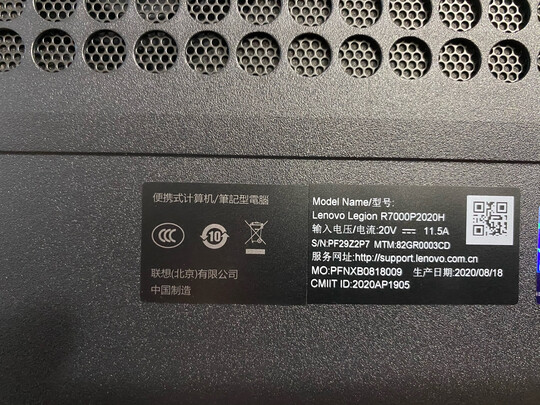 便携式计算机/筆記型電腦
CCC
10
联想(北京)有限公司
中国制造
Model Name/型号:
Lenovo Legion R7000P2020H
输入电压/电流:20V ⎓ 11.5A
S/N:PF29Z2P7 MTM:82GR0003CD
服务网址:http://support.lenovo.com.cn
MO:PFNXB0818009 生产日期:2020/08/18
CMIIT ID:2020AP1905